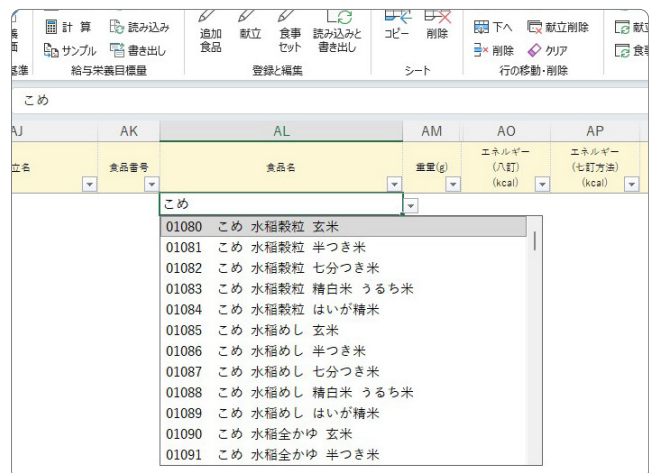 計 算 読み込み
サンプル 書き出し
給与栄養目標量
追加食品 献立 食事セット 読み込みと書き出し
登録と編集
コピー 削除
シート
下へ 献立削除
削除 クリア
行の移動・削除
こめ
AJ AK AL AM AO AP
立名 食品番号 食品名 重量(g) エネルギー(八訂)(kcal) エネルギー(七訂方法)(kcal)
こめ
01080 こめ 水稲穀粒 玄米
01081 こめ 水稲穀粒 半つき米
01082 こめ 水稲穀粒 七分つき米
01083 こめ 水稲穀粒 精白米 うるち米
01084 こめ 水稲穀粒 はいが精米
01085 こめ 水稲めし 玄米
01086 こめ 水稲めし 半つき米
01087 こめ 水稲めし 七分つき米
01088 こめ 水稲めし 精白米 うるち米
01089 こめ 水稲めし はいが精米
01090 こめ 水稲全かゆ 玄米
01091 こめ 水稲全かゆ 半つき米